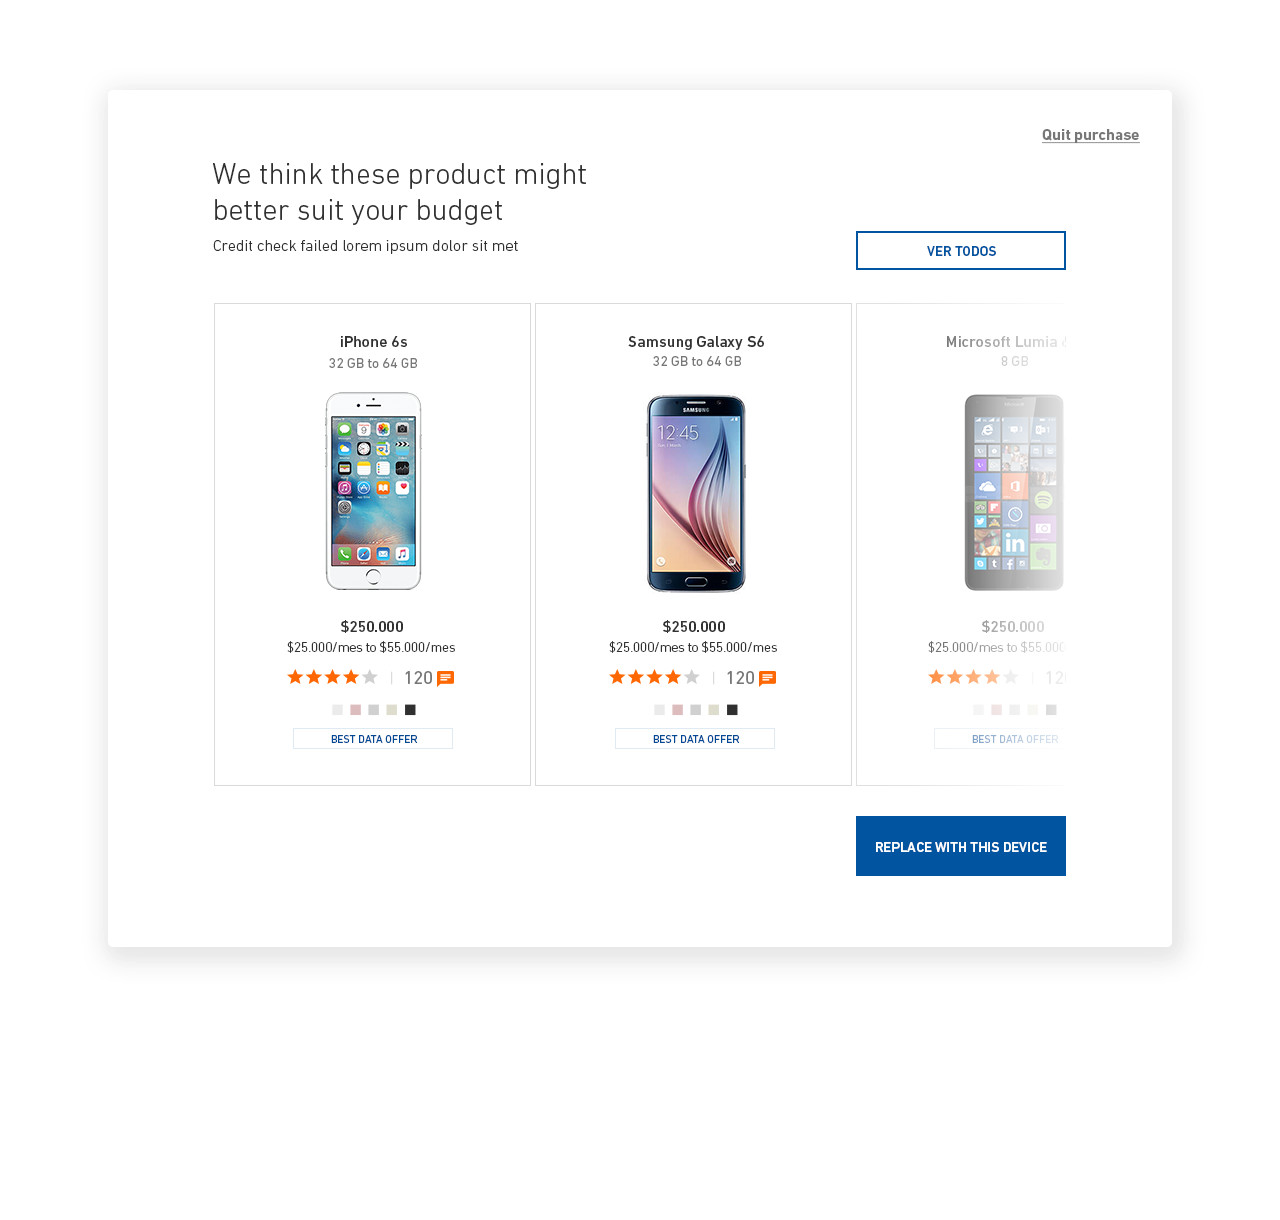 Quit purchase
We think these product might
better suit your budget
Credit check failed lorem ipsum dolor sit met
VER TODOS
iPhone 6s
32 GB to 64 GB
$250.000
$25.000/mes to $55.000/mes
120
BEST DATA OFFER
Samsung Galaxy S6
32 GB to 64 GB
SAMSUNG
12:45
$250.000
$25.000/mes to $55.000/mes
120
BEST DATA OFFER
Microsoft Lumia
8 GB
$250.000
$25.000/mes to $55.000
12
BEST DATA OFFER
REPLACE WITH THIS DEVICE